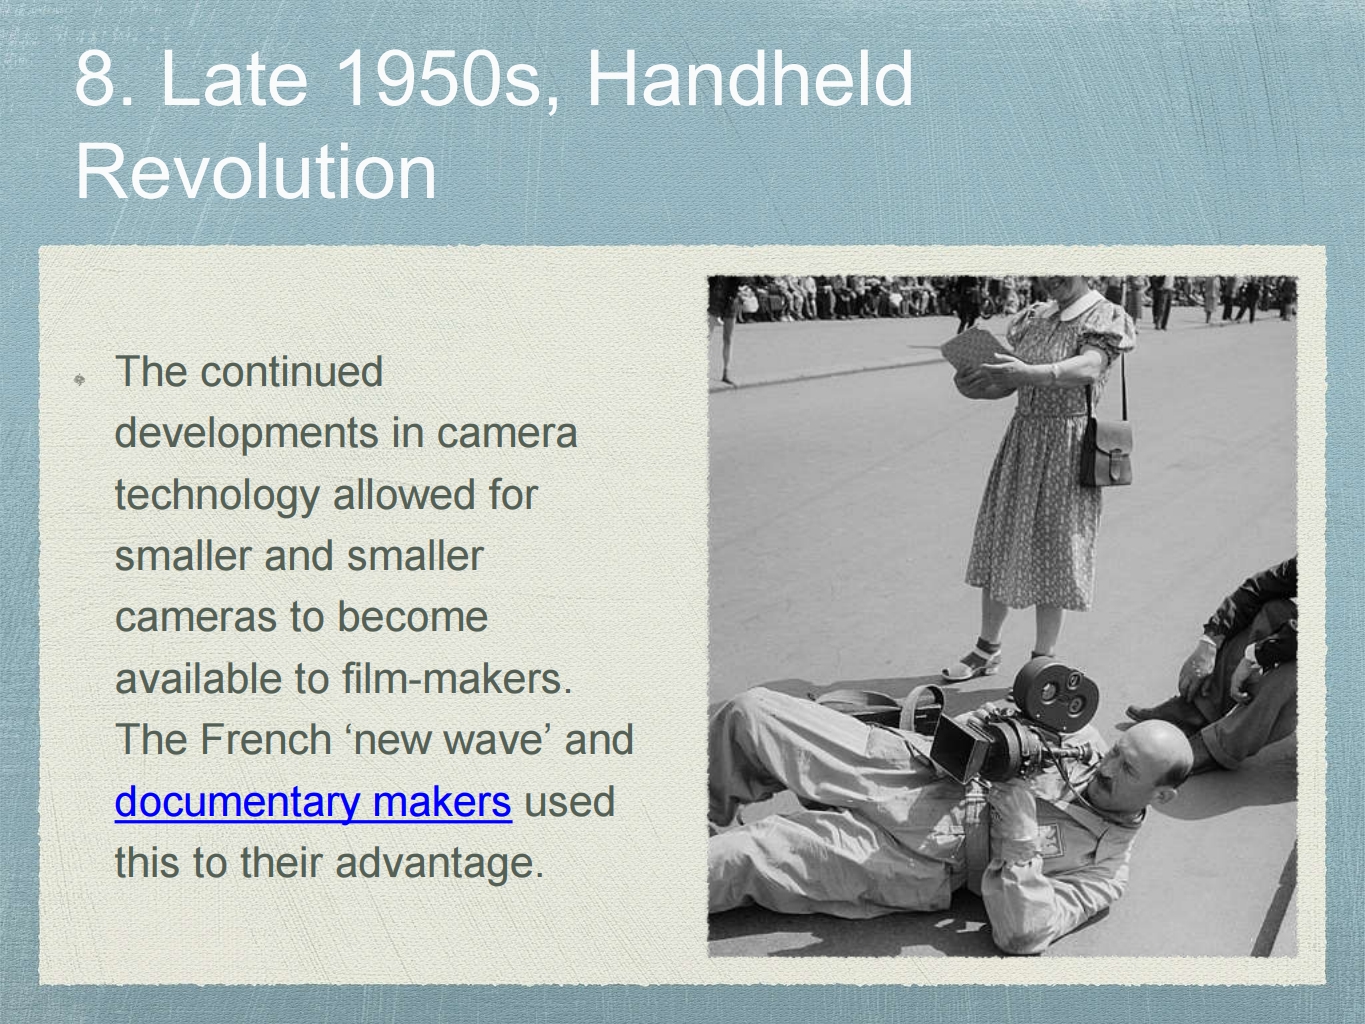 8. Late 1950s, Handheld
Revolution
The continued
developments in camera
technology allowed for
smaller and smaller
cameras to become
available to film-makers.
The French ‘new wave’ and
documentary makers used
this to their advantage.